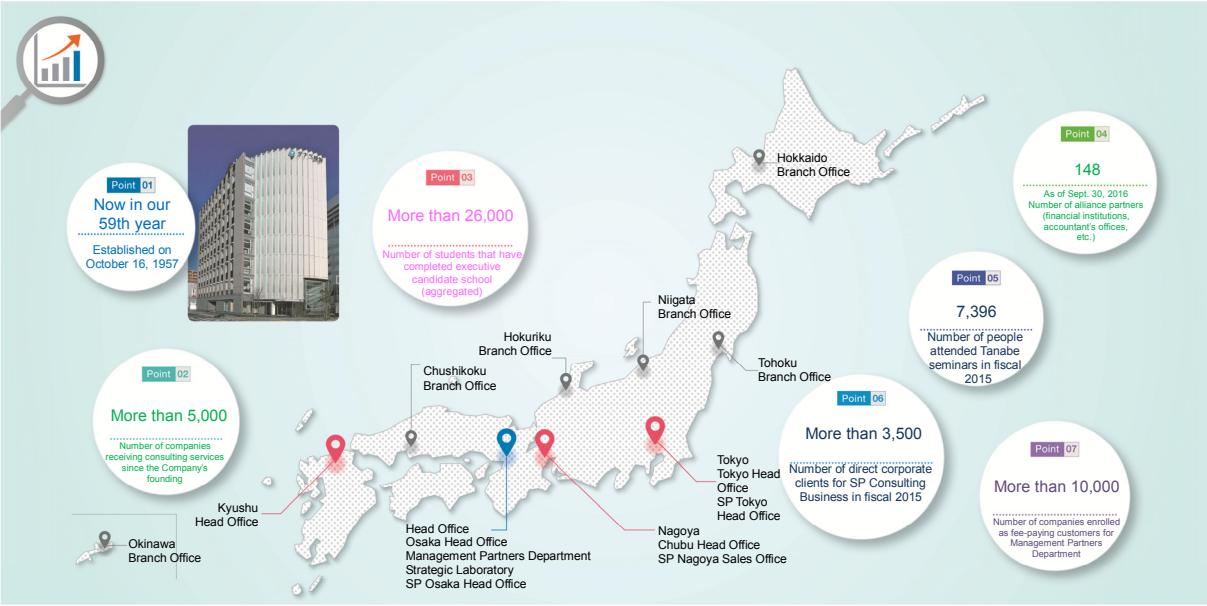 Point 01
Now in our
59th year
Established on
October 16, 1957
Point 02
More than 5,000
Number of companies
receiving consulting services
since the Company's
founding
Point 03
More than 26,000
Number of students that have
completed executive
candidate school
(aggregated)
Point 04
148
As of Sept. 30, 2016
Number of alliance partners
(financial institutions,
accountant's offices,
etc.)
Point 05
7,396
Number of people
attended Tanabe
seminars in fiscal
2015
Point 06
More than 3,500
Number of direct corporate
clients for SP Consulting
Business in fiscal 2015
Point 07
More than 10,000
Number of companies enrolled
as fee-paying customers for
Management Partners
Department
Hokkaido
Branch Office
Niigata
Branch Office
Hokuriku
Branch Office
Tohoku
Branch Office
Chushikoku
Branch Office
Tokyo
Tokyo Head
Office
SP Tokyo
Head Office
Kyushu
Head Office
Head Office
Osaka Head Office
Management Partners Department
Strategic Laboratory
SP Osaka Head Office
Nagoya
Chubu Head Office
SP Nagoya Sales Office
Okinawa
Branch Office